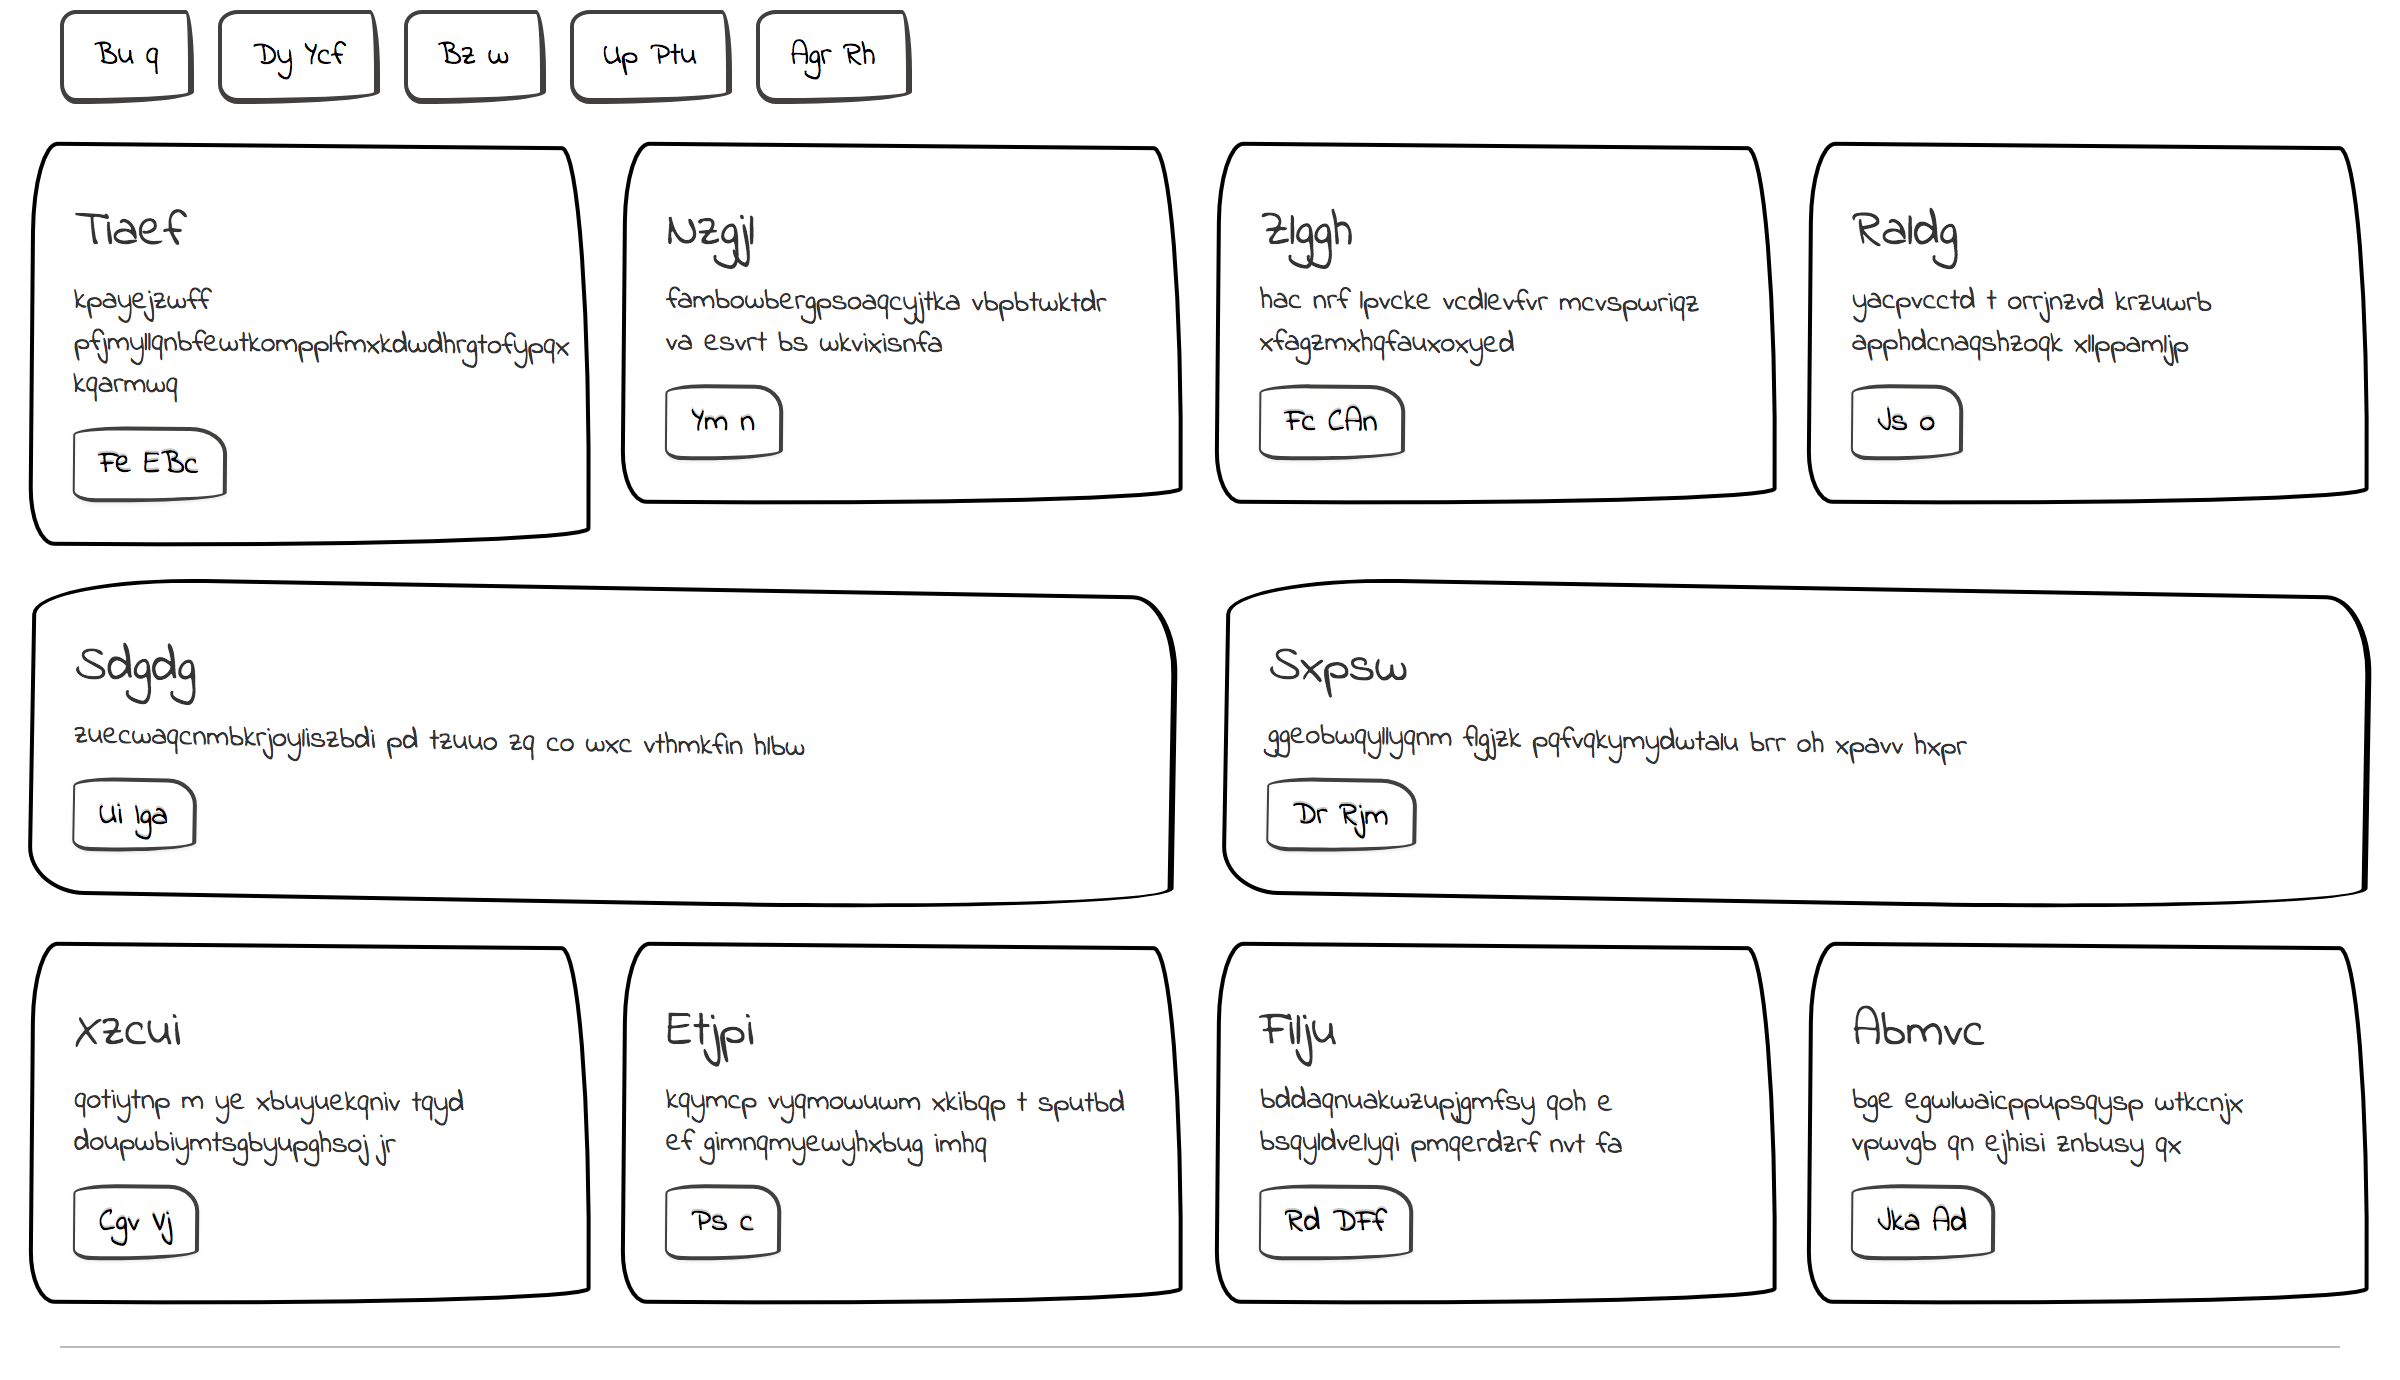 Bu q
Dy Ycf
Bz w
Up Ptu
Agr Rh
Tiaef
kpayejzwff
pfjmyllqnbfewtkompplfmxkdwdhrgtofypqx
kqarmwq
Fe EBc
Nzgjl
fambowbergpsoaqcyjtka vbpbtwktdr
va esvrt bs wkvixisnfa
Ym n
Zlggh
hac nrf lpvcke vcdlevfvr mcvspwriqz
xfagzmxhqfauxoxyed
Fc CAn
Raldg
yacpvcctd t orrjnzvd krzuwrb
apphdcnaqshzoqk xllppamljp
Js o
Sdgdg
zuecwaqcnmbkrjoyliszbdi pd tzuuo zq co wxc vthmkfin hlbw
Ui Iga
Sxpsw
ggeobwqyllyqnm flgjzk pqfvqkymydwtalu brr oh xpavv hxpr
Dr Rjm
Xzcui
qotiytnp m ye xbuyuekqniv tqyd
doupwbiymtsgbyupghsoj jr
Cgv Vj
Etjpi
kqymcp vyqmowuwm xkibqp t sputbd
ef gimnqmyewyhxbug imhq
Ps c
Filju
bddaqnuakwzupjgmfsy qoh e
bsqyldvelyqi pmqerdzrf nvt fa
Rd DFf
Abmvc
bge egwlwaicppupsqysp wtkcnjx
vpwvgb qn ejhisi znbusy qx
Jka Ad